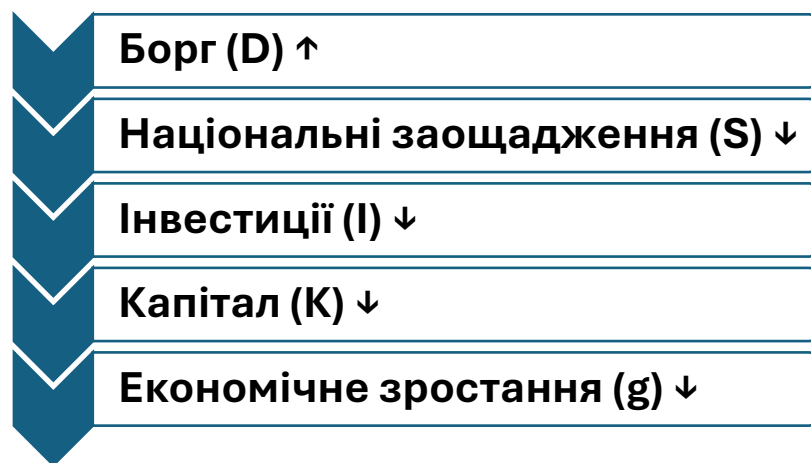 Борг (D) ↑
Національні заощадження (S) ↓
Інвестиції (I) ↓
Капітал (K) ↓
Економічне зростання (g) ↓